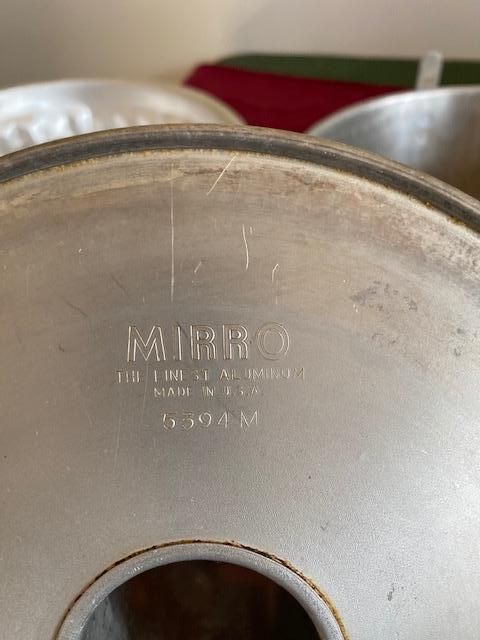 MIRRO
THE FINEST ALUMINUM
MADE IN U.S.A.
5394 M